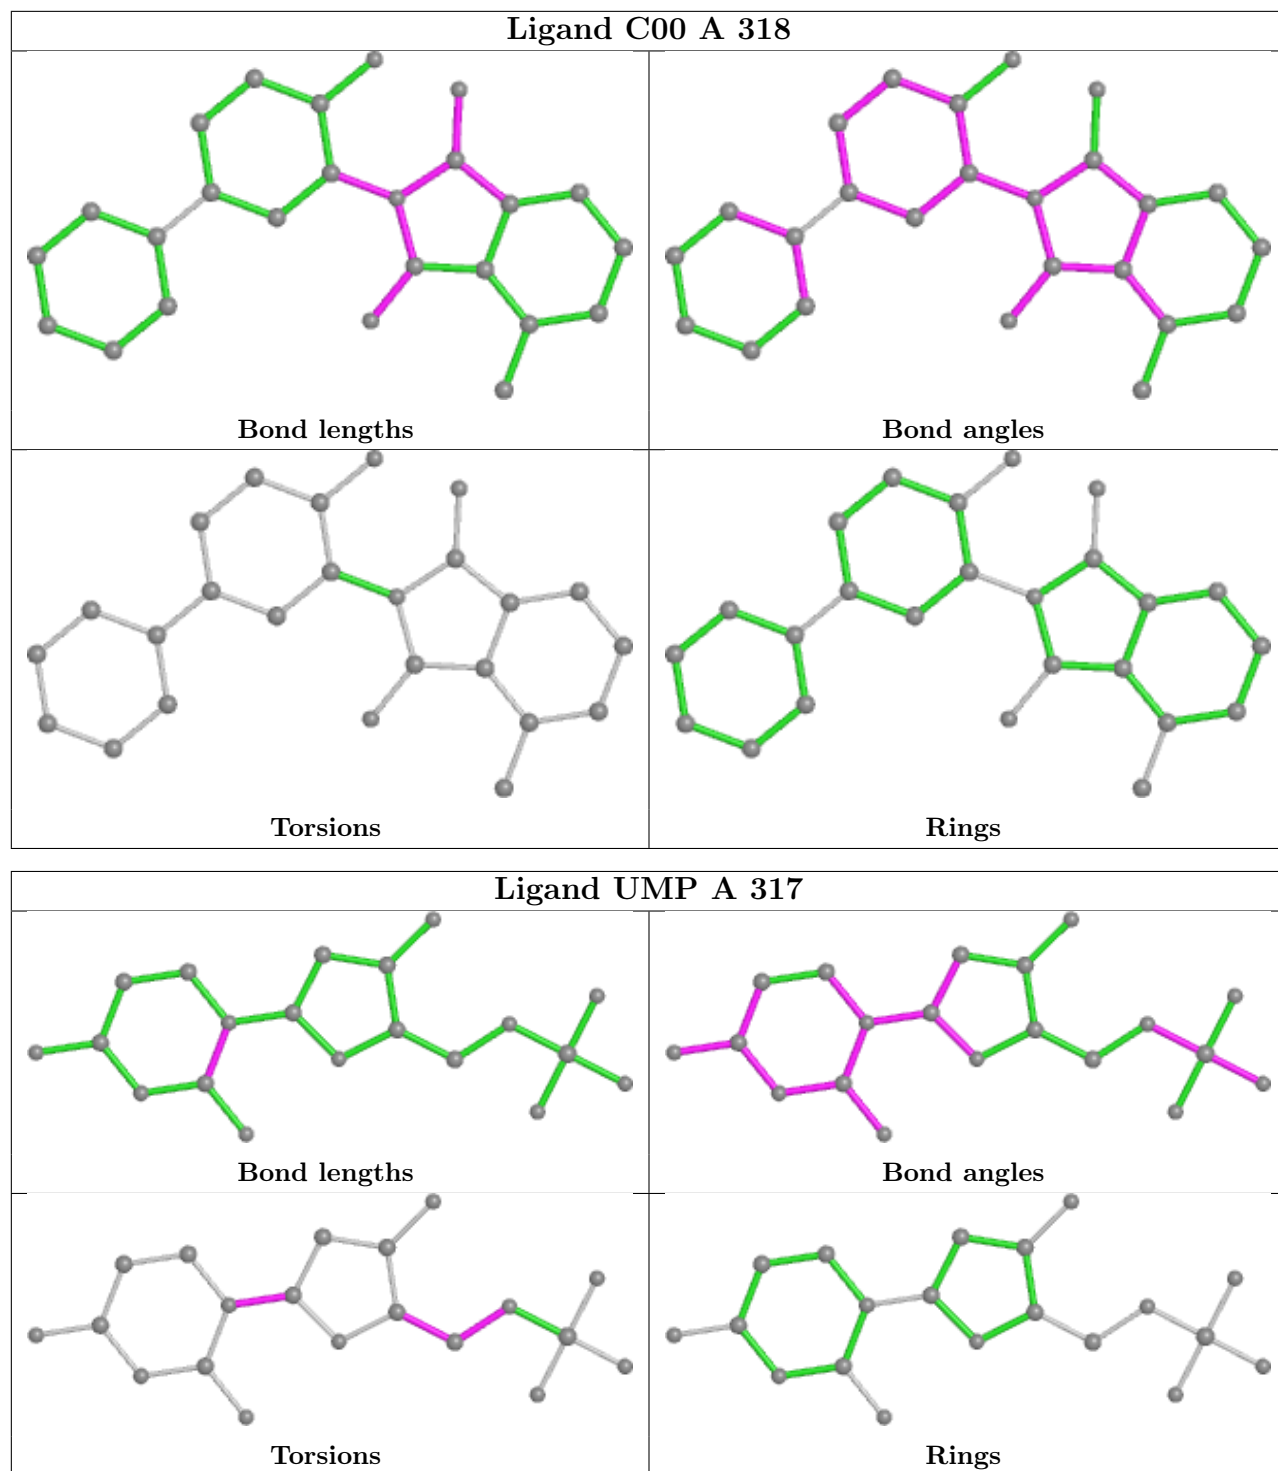 Ligand C00 A 318
Bond lengths
Bond angles
Torsions
Rings
Ligand UMP A 317
Bond lengths
Bond angles
Torsions
Rings